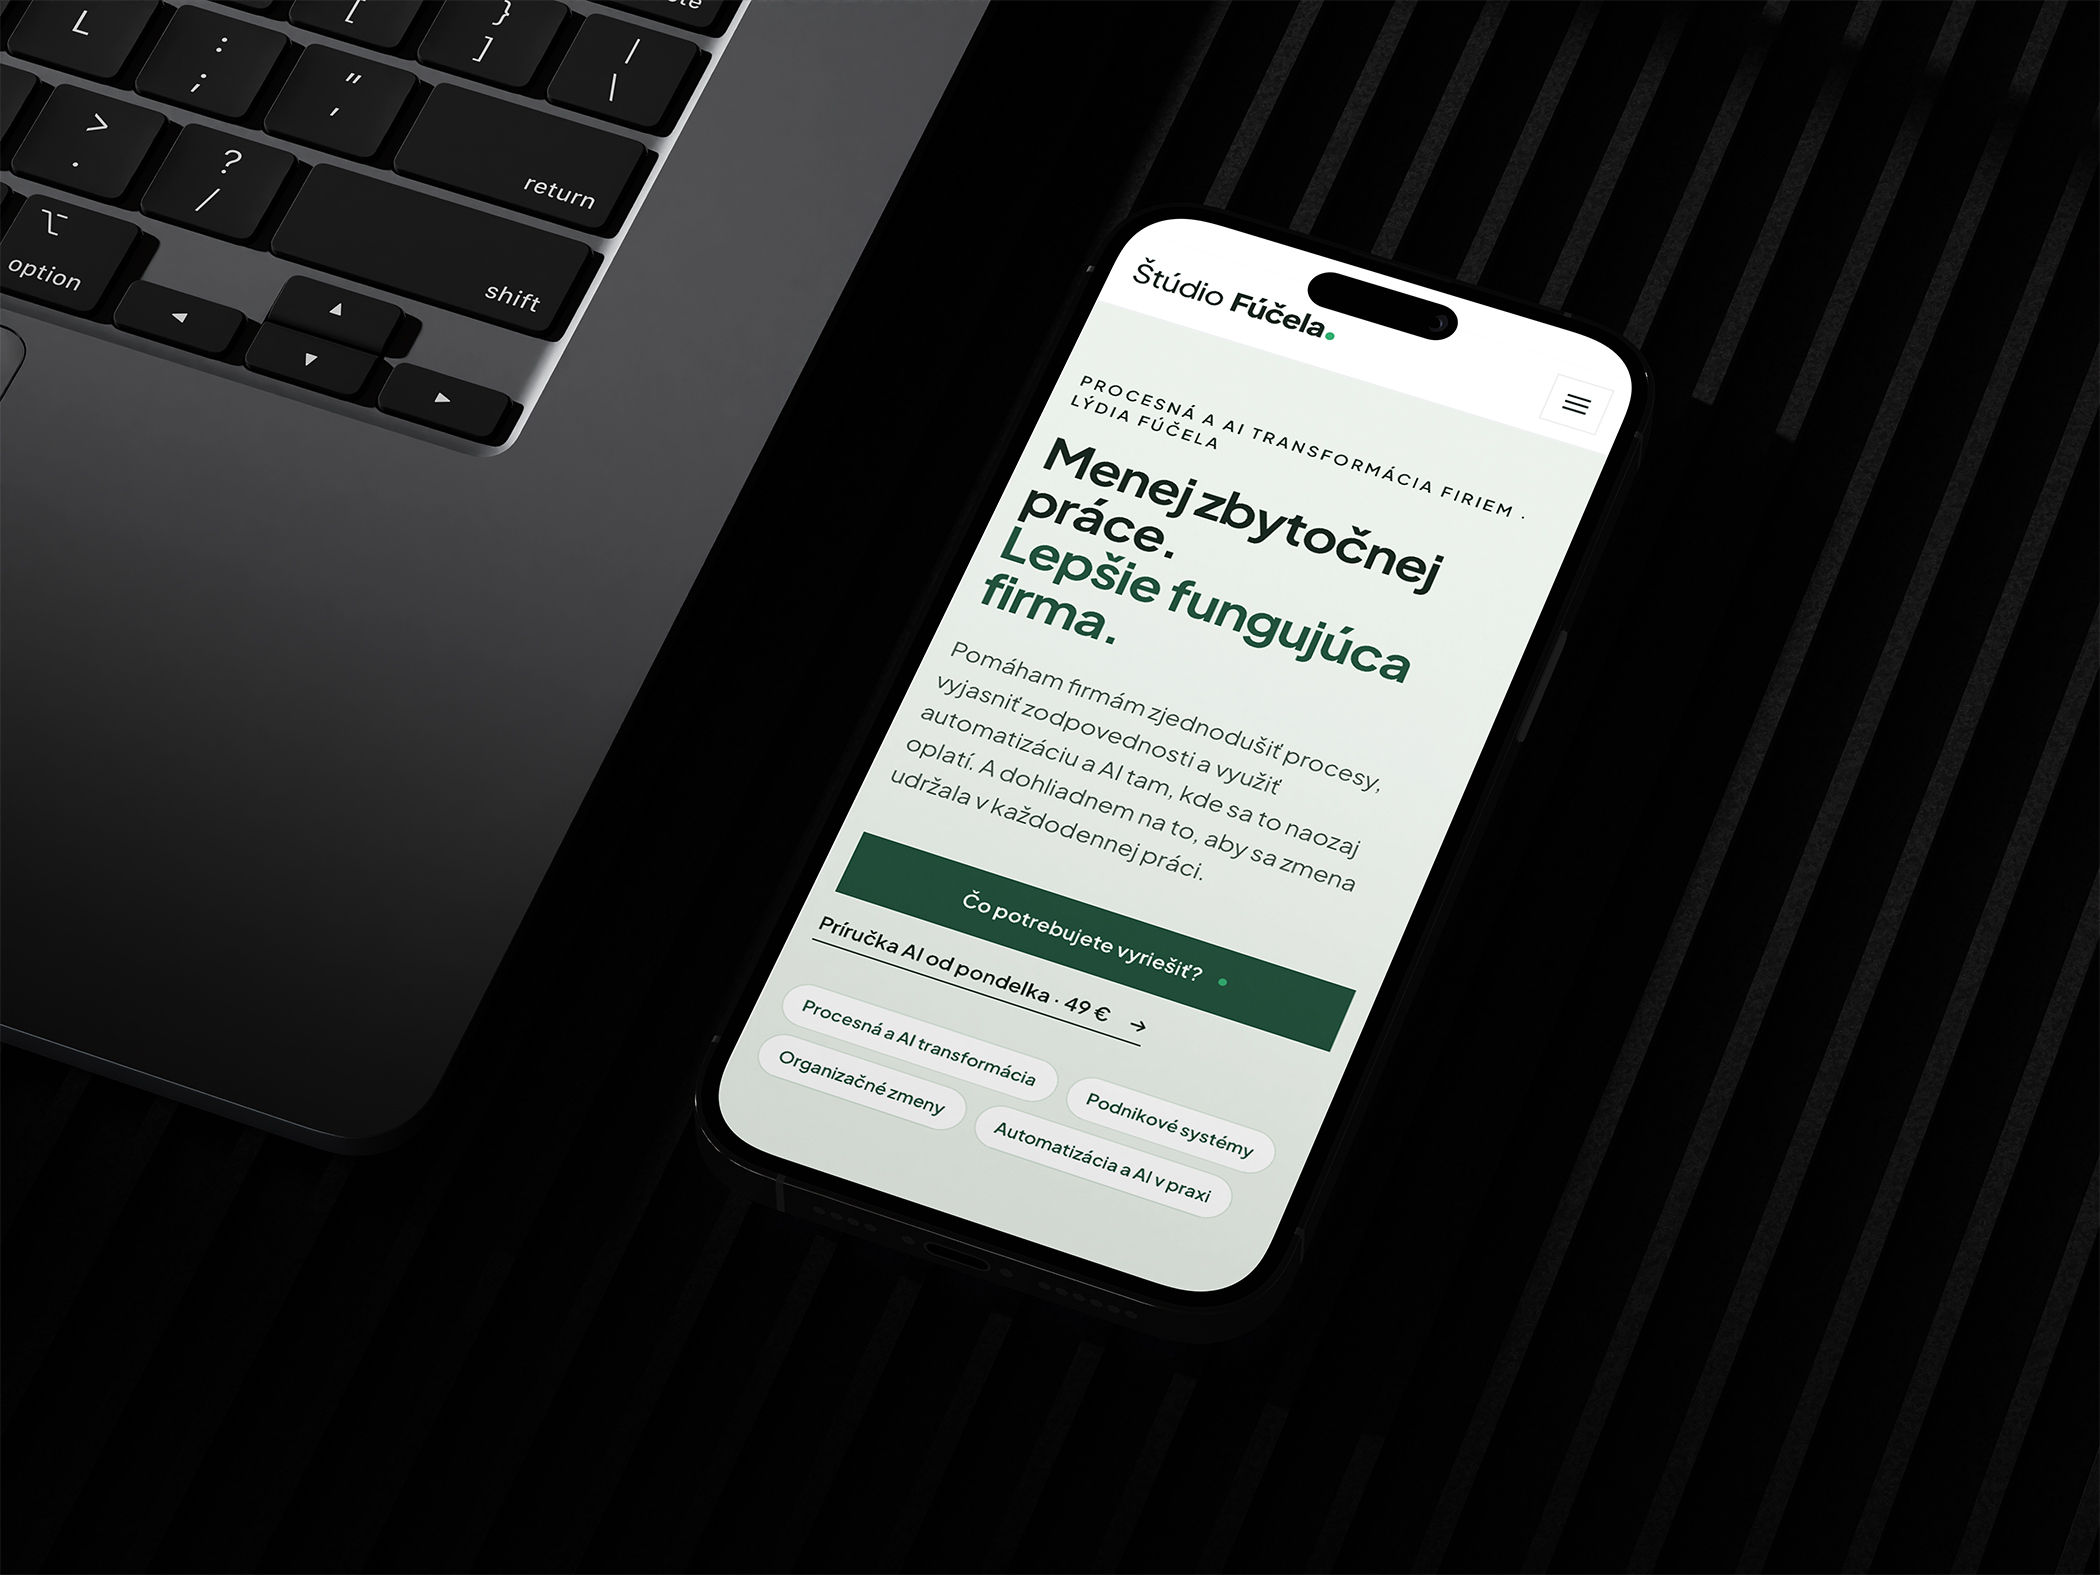 L
:
;
"
'
[
}
]
|
\
return
>
.
?
/
shift
option
Štúdio Fúčela.
PROCESNÁ A AI TRANSFORMÁCIA FIRIEM ·
LÝDIA FÚČELA
Menej zbytočnej
práce.
Lepšie fungujúca
firma.
Pomáham firmám zjednodušiť procesy,
vyjasniť zodpovednosti a využiť
automatizáciu a AI tam, kde sa to naozaj
oplatí. A dohliadnem na to, aby sa zmena
udržala v každodennej práci.
Čo potrebujete vyriešiť?
Príručka AI od pondelka · 49 € →
Procesná a AI transformácia
Podnikové systémy
Organizačné zmeny
Automatizácia a AI v praxi